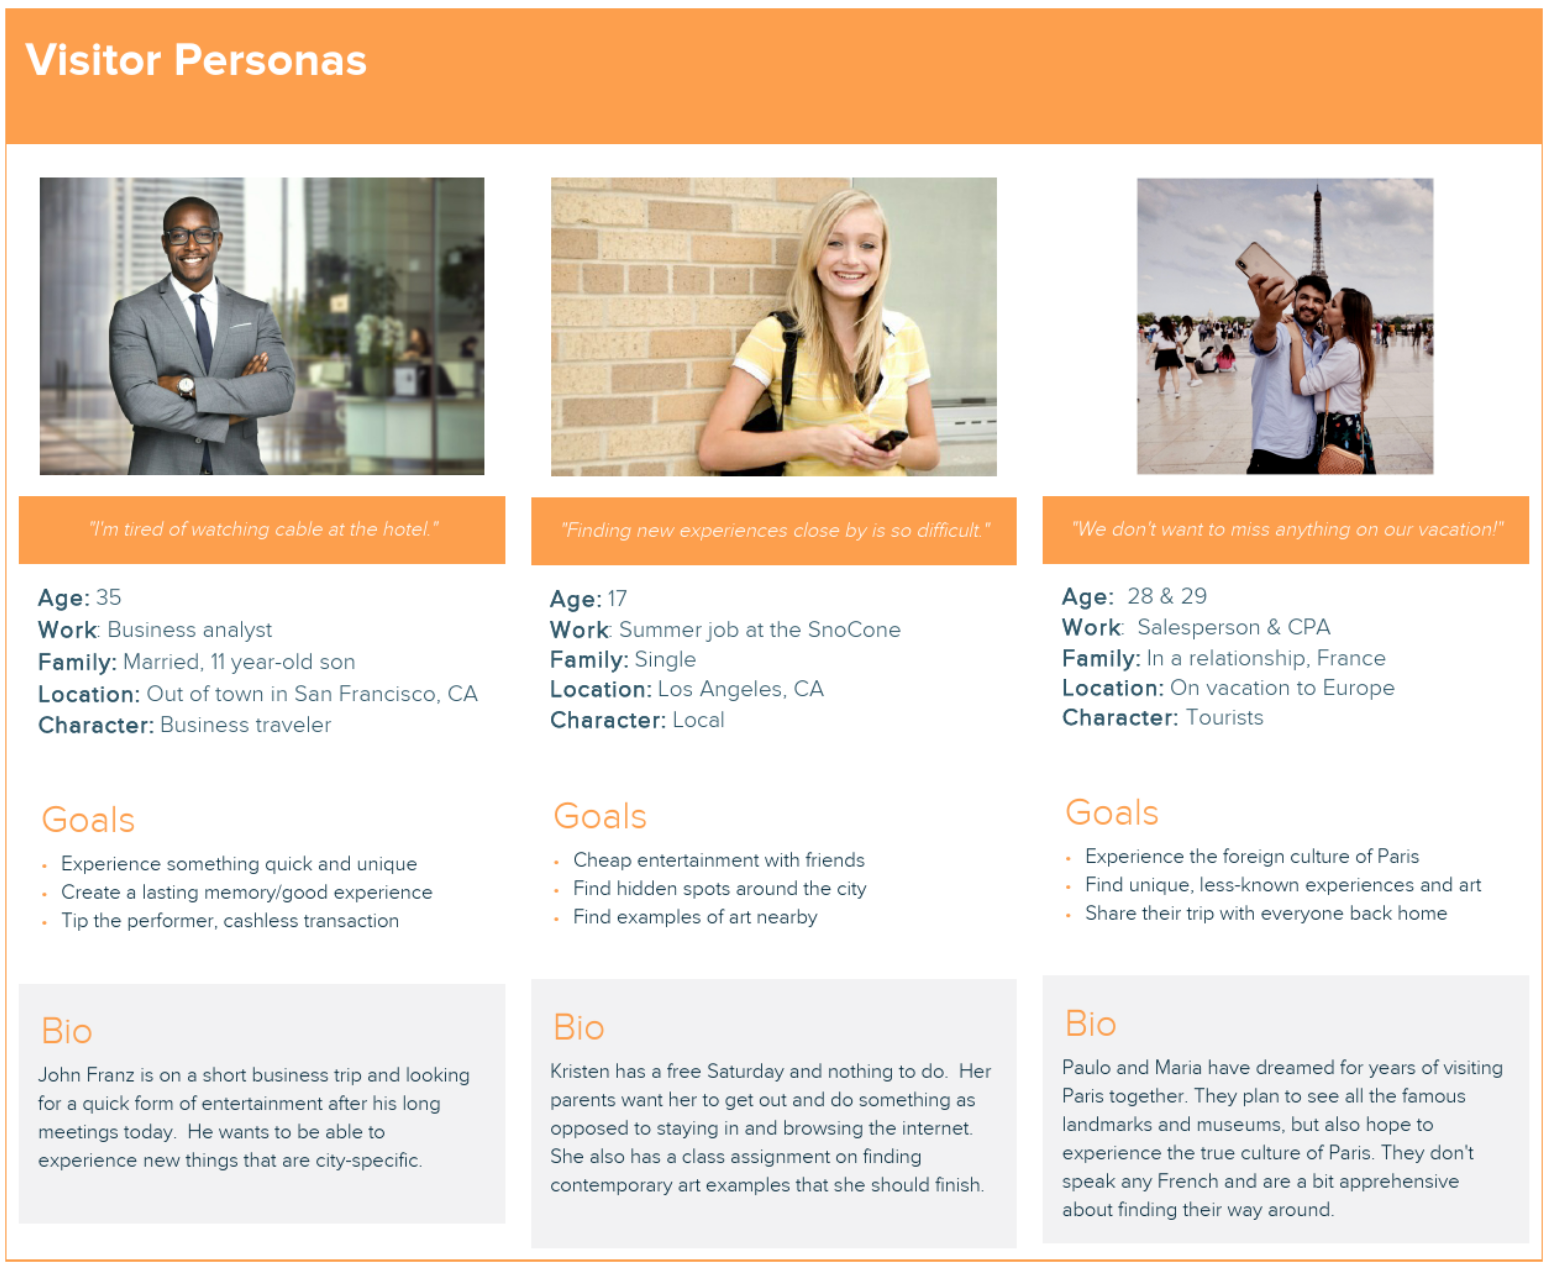 Visitor Personas
"I'm tired of watching cable at the hotel."
Age: 35
Work: Business analyst
Family: Married, 11 year-old son
Location: Out of town in San Francisco, CA
Character: Business traveler
Goals
• Experience something quick and unique
• Create a lasting memory/good experience
• Tip the performer, cashless transaction
Bio
John Franz is on a short business trip and looking
for a quick form of entertainment after his long
meetings today.  He wants to be able to
experience new things that are city-specific.
"Finding new experiences close by is so difficult."
Age: 17
Work: Summer job at the SnoCone
Family: Single
Location: Los Angeles, CA
Character: Local
Goals
• Cheap entertainment with friends
• Find hidden spots around the city
• Find examples of art nearby
Bio
Kristen has a free Saturday and nothing to do.  Her
parents want her to get out and do something as
opposed to staying in and browsing the internet.
She also has a class assignment on finding
contemporary art examples that she should finish.
"We don't want to miss anything on our vacation!"
Age:  28 & 29
Work:  Salesperson & CPA
Family: In a relationship, France
Location: On vacation to Europe
Character: Tourists
Goals
• Experience the foreign culture of Paris
• Find unique, less-known experiences and art
• Share their trip with everyone back home
Bio
Paulo and Maria have dreamed for years of visiting
Paris together. They plan to see all the famous
landmarks and museums, but also hope to
experience the true culture of Paris. They don't
speak any French and are a bit apprehensive
about finding their way around.